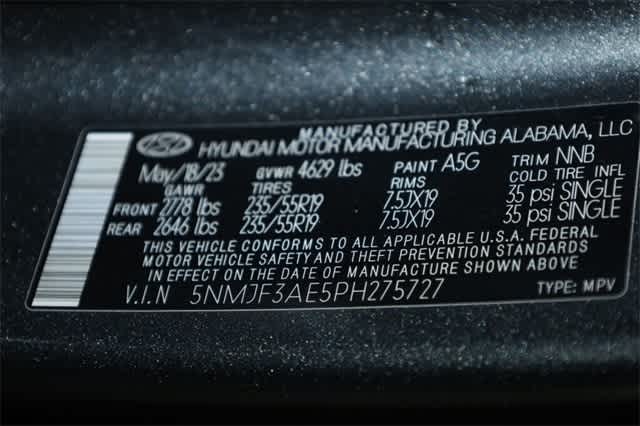 MANUFACTURED BY
HYUNDAI MOTOR MANUFACTURING ALABAMA, LLC
May/18/23 GVWR 4629 lbs PAINT A5G TRIM NNB
GAWR TIRES RIMS COLD TIRE INFL
FRONT 2778 lbs 235/55R19 7.5JX19 35 psi SINGLE
REAR 2646 lbs 235/55R19 7.5JX19 35 psi SINGLE
THIS VEHICLE CONFORMS TO ALL APPLICABLE U.S.A. FEDERAL
MOTOR VEHICLE SAFETY AND THEFT PREVENTION STANDARDS
IN EFFECT ON THE DATE OF MANUFACTURE SHOWN ABOVE
V.I.N 5NMJF3AE5PH275727 TYPE: MPV